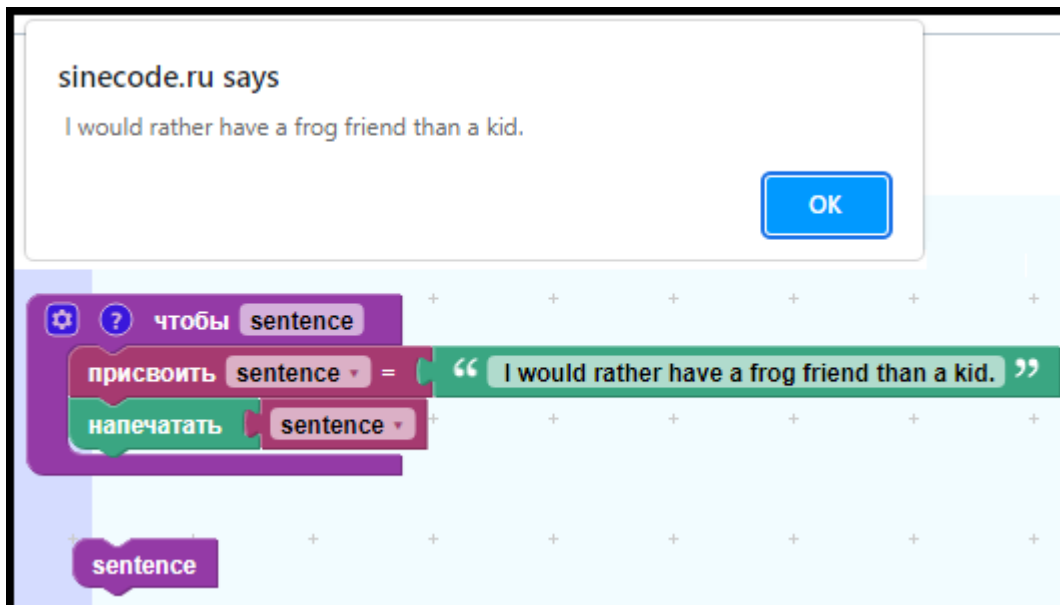 sinecode.ru says
I would rather have a frog friend than a kid.
OK
? чтобы sentence
присвоить sentence = “ I would rather have a frog friend than a kid. ”
напечатать sentence
sentence